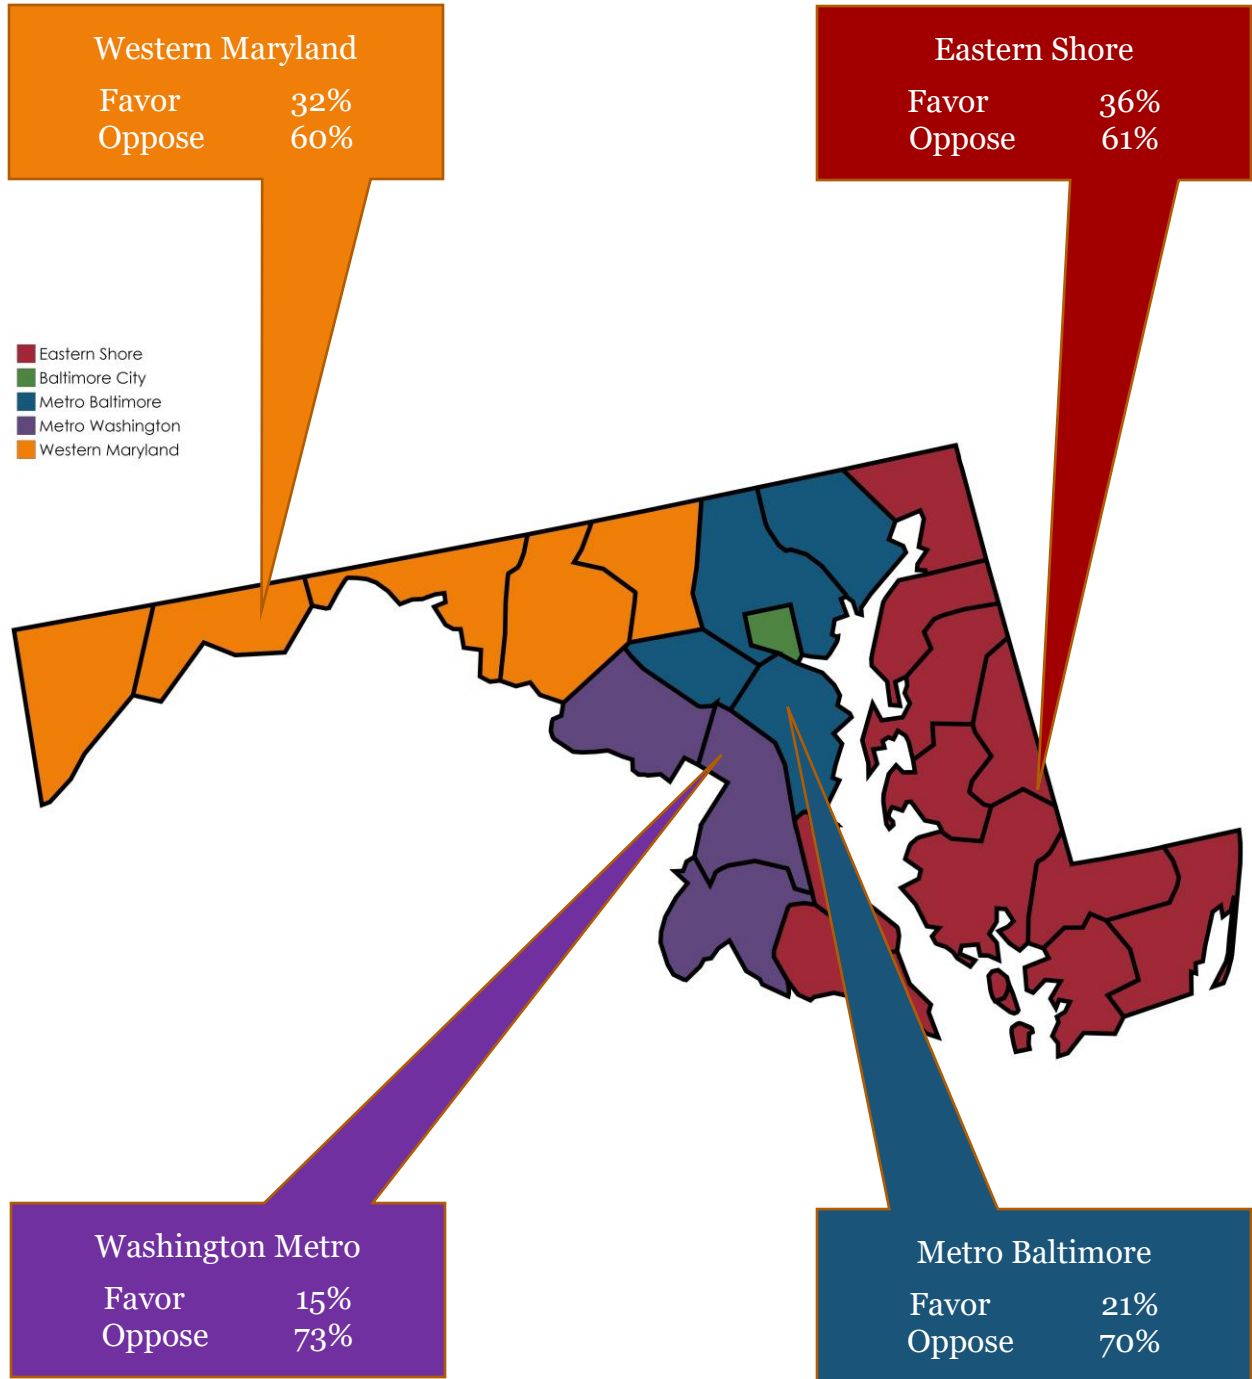 Western Maryland
Favor 32%
Oppose 60%
Eastern Shore
Favor 36%
Oppose 61%
Eastern Shore
Baltimore City
Metro Baltimore
Metro Washington
Western Maryland
Washington Metro
Favor 15%
Oppose 73%
Metro Baltimore
Favor 21%
Oppose 70%